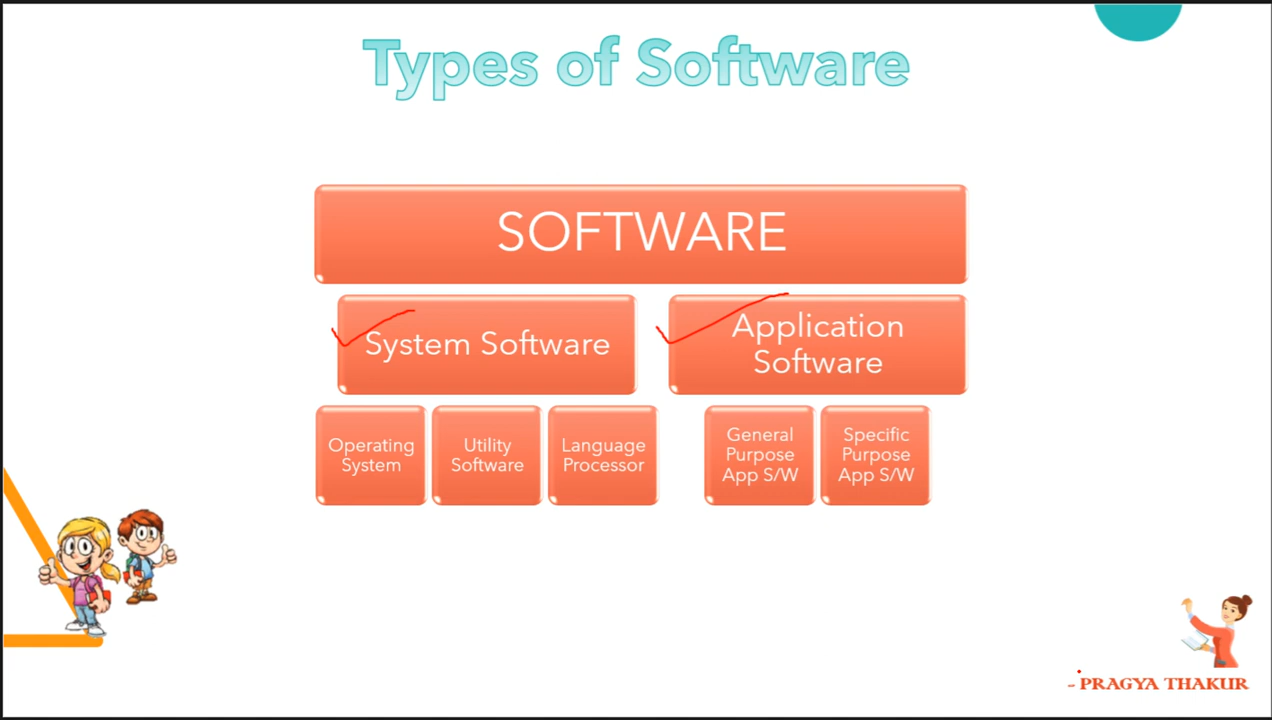 Types of Software
SOFTWARE
System Software
Application
Software
Operating
System
Utility
Software
Language
Processor
General
Purpose
App S/W
Specific
Purpose
App S/W
- PRAGYA THAKUR